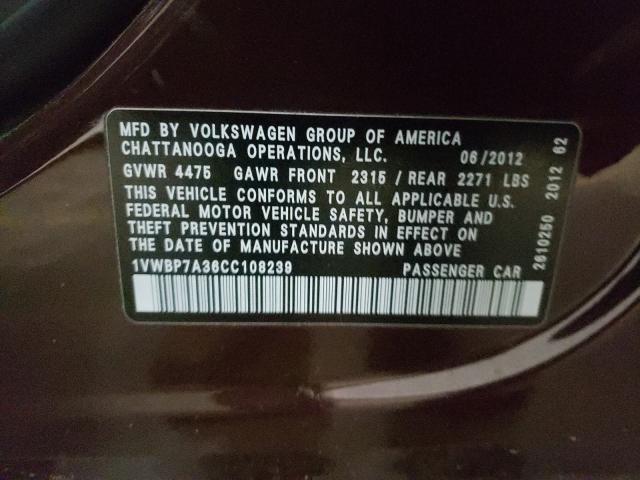 MFD BY VOLKSWAGEN GROUP OF AMERICA
CHATTANOOGA OPERATIONS, LLC. 06/2012
GVWR 4475 GAWR FRONT 2315 / REAR 2271 LBS
THIS VEHICLE CONFORMS TO ALL APPLICABLE U.S.
FEDERAL MOTOR VEHICLE SAFETY, BUMPER AND
THEFT PREVENTION STANDARDS IN EFFECT ON
THE DATE OF MANUFACTURE SHOWN ABOVE
1VWBP7A36CC108239 PASSENGER CAR
2610250 2012 62